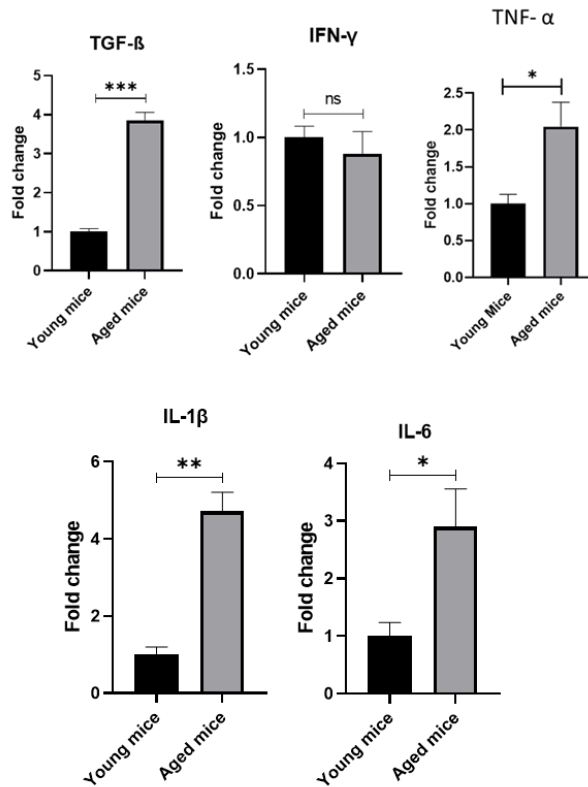 TGF-ß
Fold change
5
4
3
2
1
0
***
Young mice
Aged mice
IFN-γ
Fold change
1.5
1.0
0.5
0.0
ns
Young mice
Aged mice
TNF- α
Fold change
2.5
2.0
1.5
1.0
0.5
0.0
*
Young Mice
Aged mice
IL-1β
Fold change
6
4
2
0
**
Young mice
Aged mice
IL-6
Fold change
4
3
2
1
0
*
Young mice
Aged mice